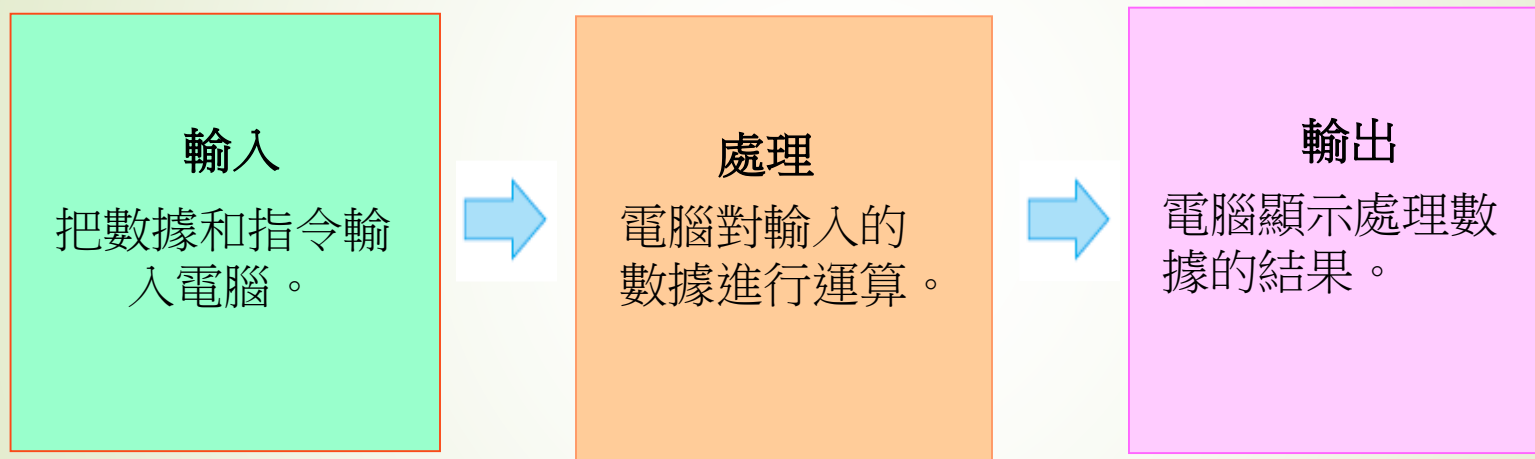 輸入
把數據和指令輸
入電腦。
處理
電腦對輸入的
數據進行運算。
輸出
電腦顯示處理數
據的結果。